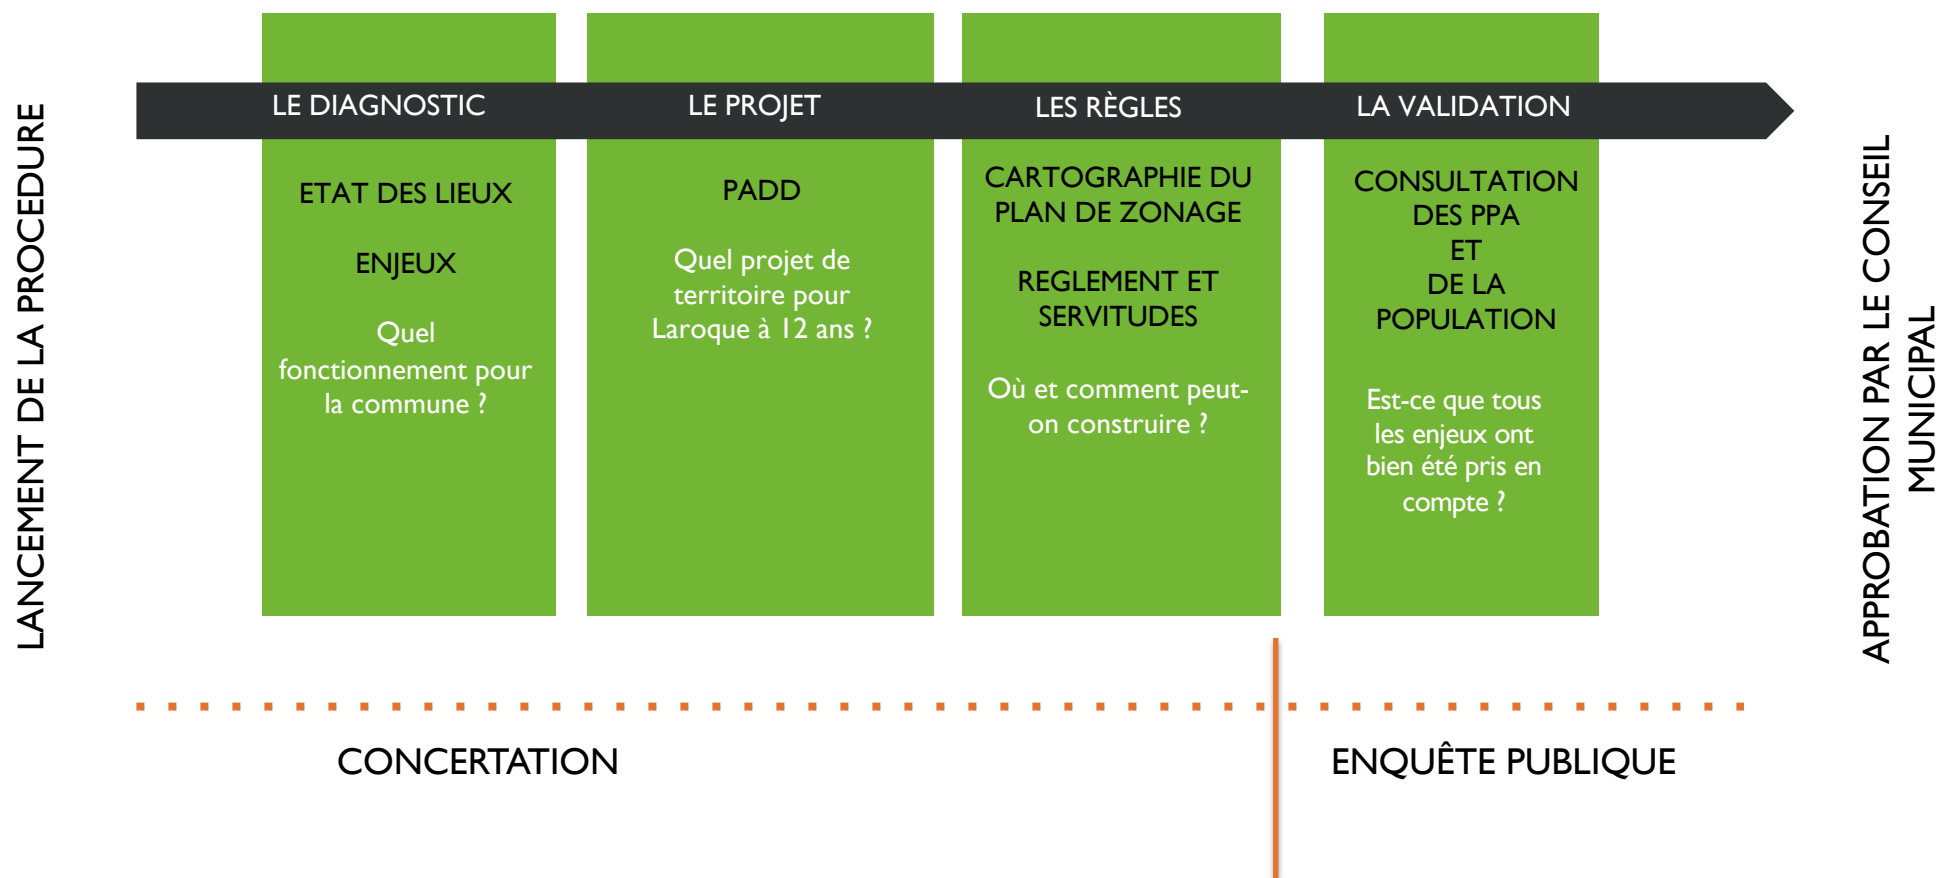 LANCEMENT DE LA PROCEDURE
LE DIAGNOSTIC
ETAT DES LIEUX
ENJEUX
Quel
fonctionnement pour
la commune ?
LE PROJET
PADD
Quel projet de
territoire pour
Laroque à 12 ans ?
LES RÈGLES
CARTOGRAPHIE DU
PLAN DE ZONAGE
REGLEMENT ET
SERVITUDES
Où et comment peut-
on construire ?
LA VALIDATION
CONSULTATION
DES PPA
ET
DE LA
POPULATION
Est-ce que tous
les enjeux ont
bien été pris en
compte ?
APPROBATION PAR LE CONSEIL
MUNICIPAL
CONCERTATION
ENQUÊTE PUBLIQUE